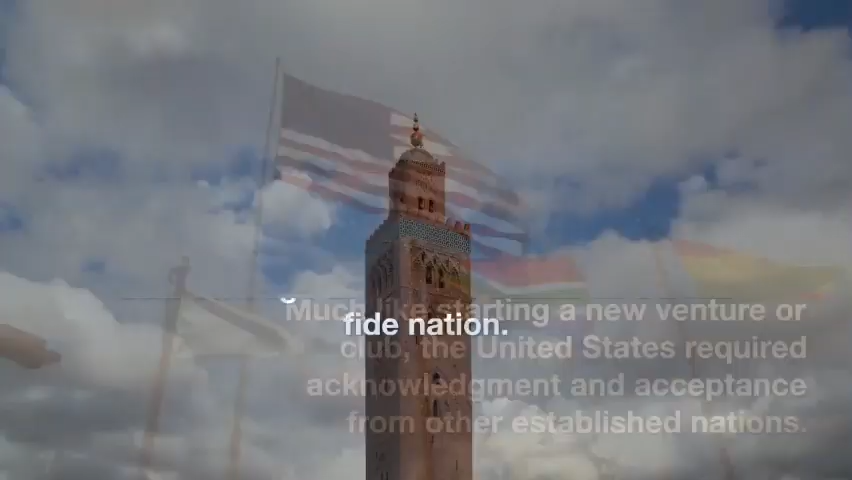 Much like starting a new venture or
fide nation.
club, the United States required
acknowledgment and acceptance
from other established nations.